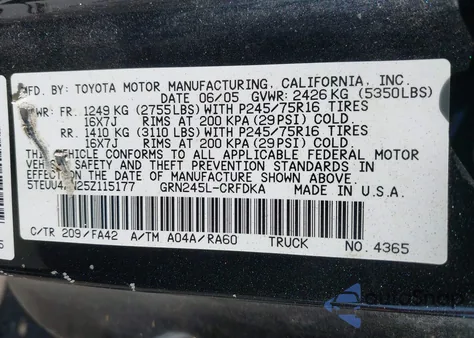 MFD. BY: TOYOTA MOTOR MANUFACTURING, CALIFORNIA, INC.
DATE 06/05 GVWR: 2426 KG (5350LBS)
FR. 1249 KG (2755LBS) WITH P245/75R16 TIRES
16X7J RIMS AT 200 KPA (29 PSI) COLD.
RR. 1410 KG (3110 LBS) WITH P245/75R16 TIRES
16X7J RIMS AT 200 KPA (29 PSI) COLD.
THIS VEHICLE CONFORMS TO ALL APPLICABLE FEDERAL MOTOR
VEHICLE SAFETY AND THEFT PREVENTION STANDARDS IN
EFFECT ON THE DATE OF MANUFACTURE SHOWN ABOVE.
GRN245L-CRFDKA MADE IN U.S.A.
C/TR 209/FA42 A/TM A04A/RA60 TRUCK NO. 4365